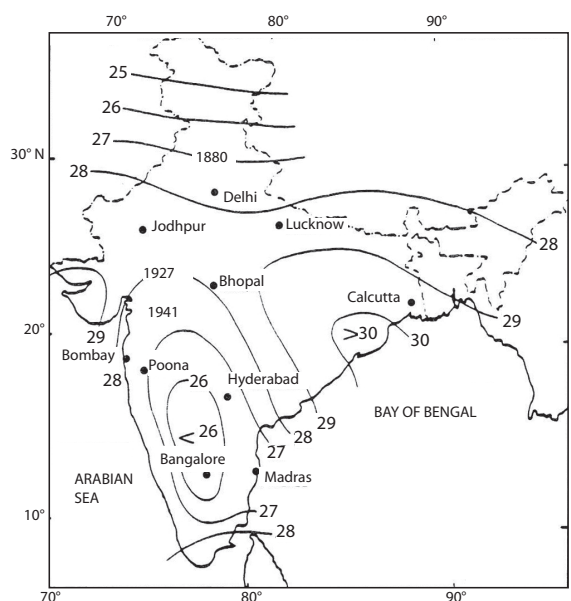 70° 80° 90°
25
26
27
1880
30° N
28
Delhi
Jodhpur
Lucknow
28
1927
Bhopal
Calcutta
1941
29
20°
29
>30
30
Bombay
Poona
28
26
Hyderabad
29
BAY OF BENGAL
< 26
28
27
Bangalore
Madras
ARABIAN
SEA
27
10°
28
70° 80° 90°